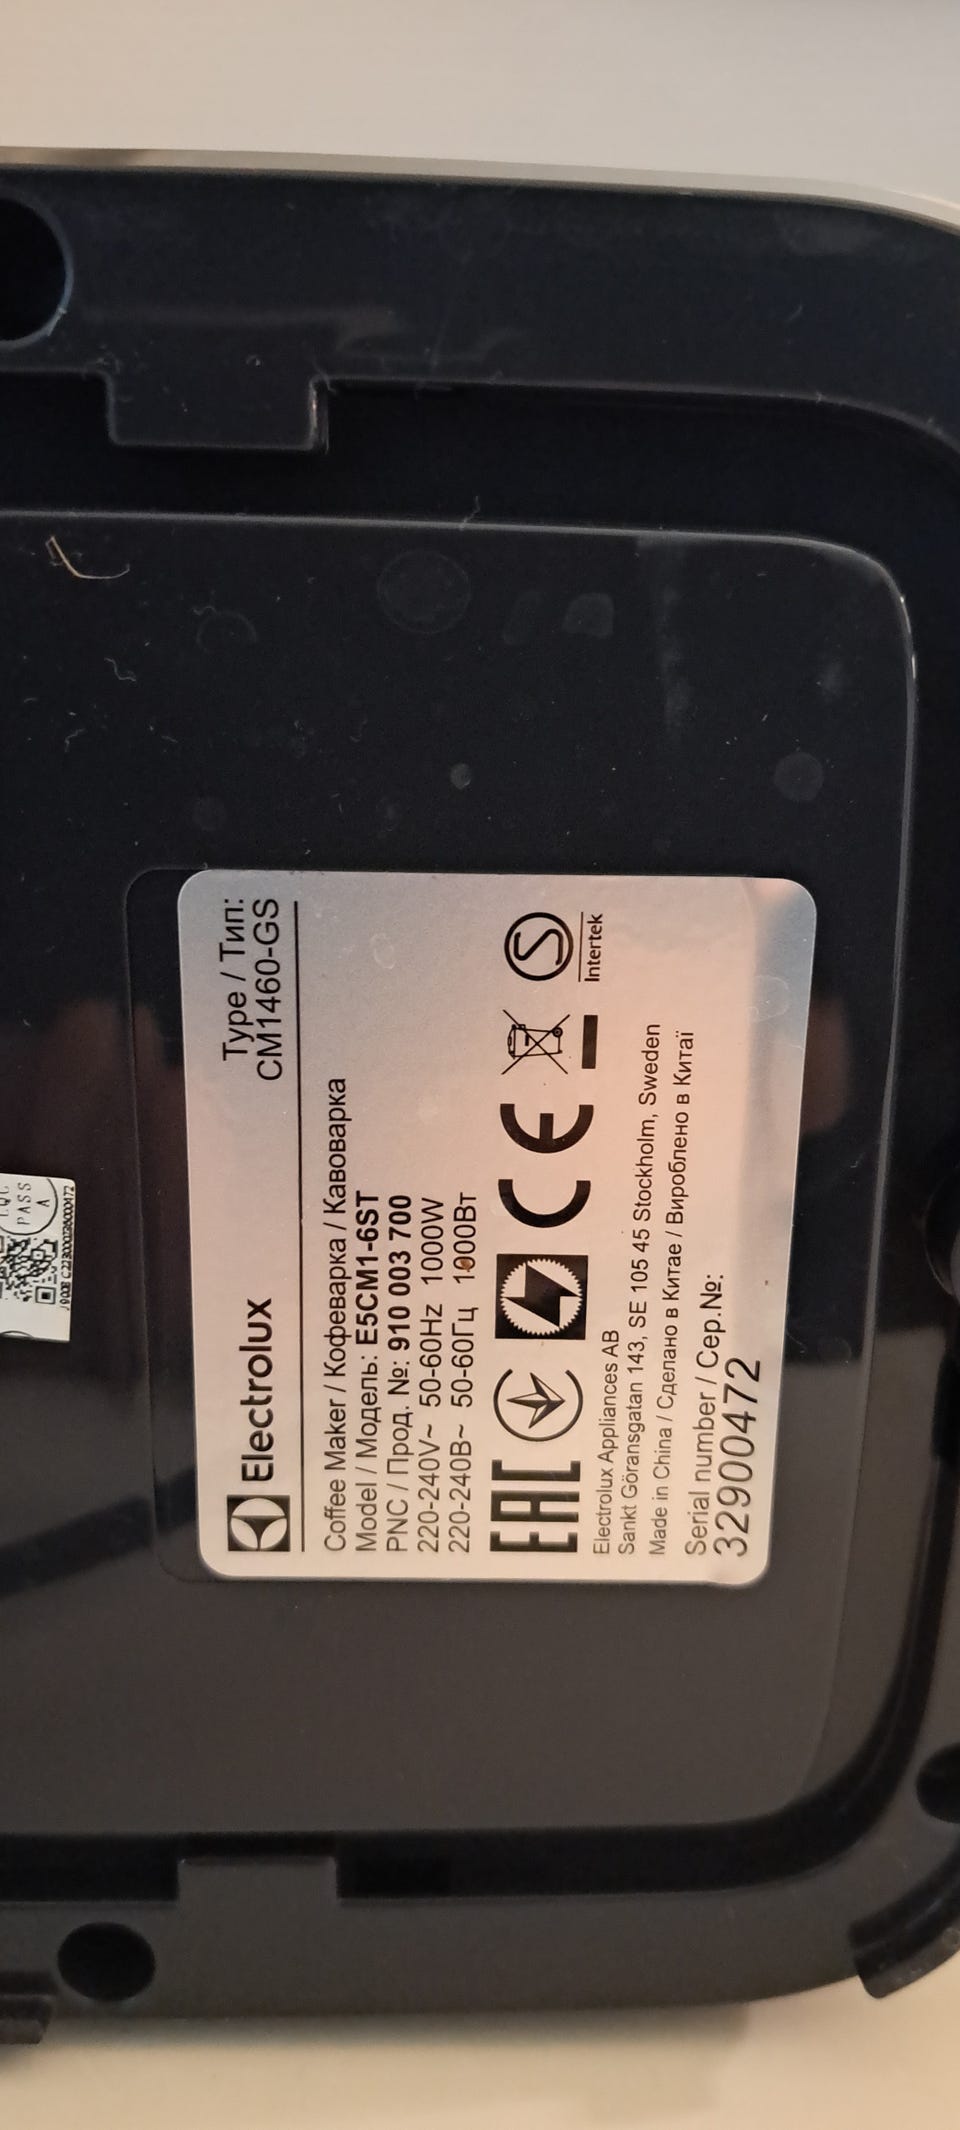 Electrolux
Type / Тип:
CM1460-GS
Coffee Maker / Кофеварка / Кавоварка
Model / Модель: E5CM1-6ST
PNC / Прод. №: 910 003 700
220-240V~ 50-60Hz 1000W
220-240В~ 50-60Гц 1000Вт
EAC
CE
S
Intertek
Electrolux Appliances AB
Sankt Göransgatan 143, SE 105 45 Stockholm, Sweden
Made in China / Сделано в Китае / Вироблено в Китаї
Serial number / Сер.№:
32900472
PASS
A